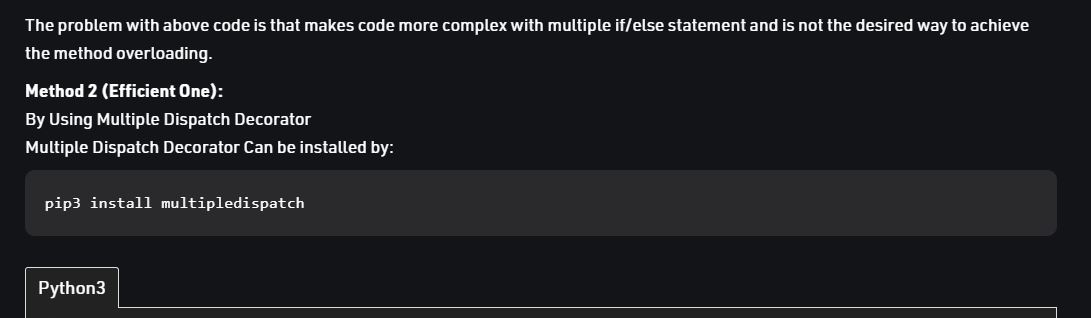 The problem with above code is that makes code more complex with multiple if/else statement and is not the desired way to achieve
the method overloading.
Method 2 (Efficient One):
By Using Multiple Dispatch Decorator
Multiple Dispatch Decorator Can be installed by:
pip3 install multipledispatch
Python3